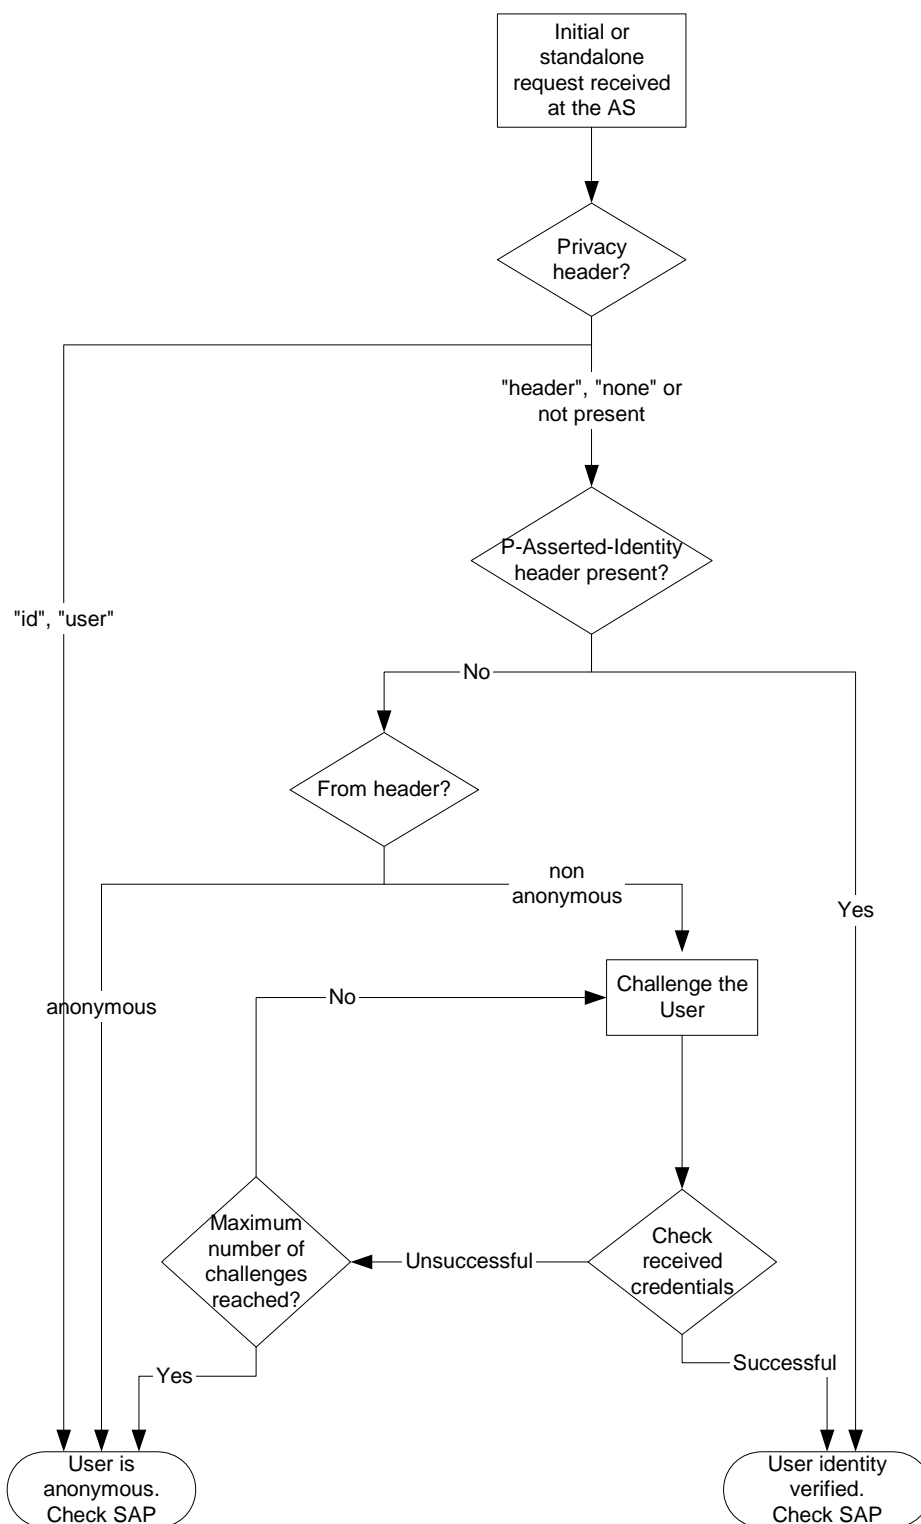 Initial or
standalone
request received
at the AS
Privacy
header?
"header", "none" or
not present
P-Asserted-Identity
header present?
"id", "user"
No
From header?
non
anonymous
Yes
anonymous
No
Challenge the
User
Maximum
number of
challenges
reached?
Unsuccessful
Check
received
credentials
Yes
Successful
User is
anonymous.
Check SAP
User identity
verified.
Check SAP